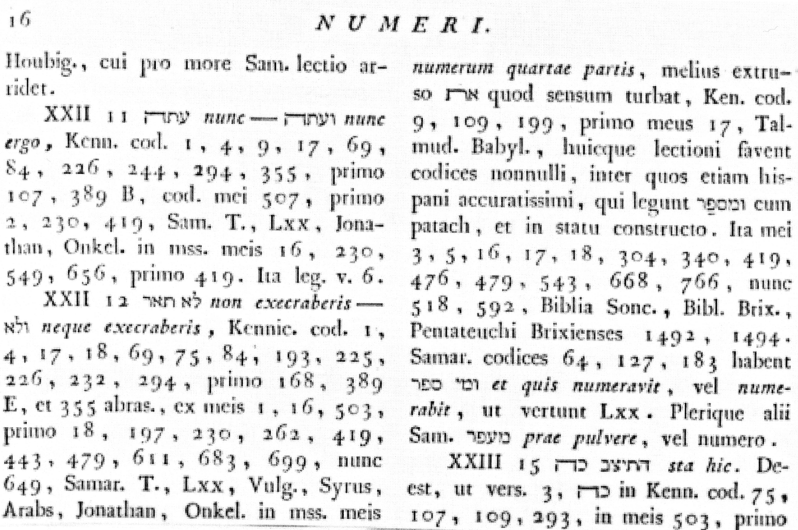 16
NUMERI.
Houbig., cui pro more Sam. lectio ar-
ridet.
XXII 11 עתה nunc — ועתה nunc
ergo, Kenn. cod. 1, 4, 9, 17, 69,
84, 226, 244, 294, 355, primo
107, 389 B, cod. mei 507, primo
2, 230, 419, Sam. T., Lxx, Jona-
than, Onkel. in mss. meis 16, 230,
549, 656, primo 419. Ita leg. v. 6.
XXII 12 לא תאר non execraberis —
ולא neque execraberis, Kennic. cod. 1,
4, 17, 18, 69, 75, 84, 193, 225,
226, 232, 294, primo 168, 389
E, et 355 abras., ex meis 1, 16, 503,
primo 18, 197, 230, 262, 419,
443, 479, 611, 683, 699, nunc
649, Samar. T., Lxx, Vulg., Syrus,
Arabs, Jonathan, Onkel. in mss. meis
numerum quartae partis, melius extru-
so את quod sensum turbat, Ken. cod.
9, 109, 199, primo meus 17, Tal-
mud. Babyl., huicque lectioni favent
codices nonnulli, inter quos etiam his-
pani accuratissimi, qui legunt ומספַר cum
patach, et in statu constructo. Ita mei
3, 5, 16, 17, 18, 304, 340, 419,
476, 479, 543, 668, 766, nunc
518, 592, Biblia Sonc., Bibl. Brix.,
Pentateuchi Brixienses 1492, 1494.
Samar. codices 64, 127, 183 habent
ומי ספר et quis numeravit, vel nume-
rabit, ut vertunt Lxx. Plerique alii
Sam. מעפר prae pulvere, vel numero.
XXIII 15 התיצב כה sta hic. De-
est, ut vers. 3, כה in Kenn. cod. 75,
107, 109, 293, in meis 503, primo